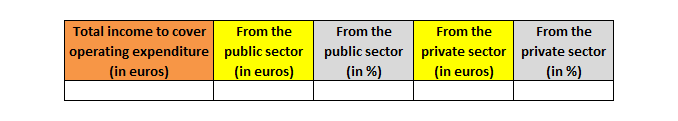 Total income to cover
operating expenditure
(in euros)
From the
public sector
(in euros)
From the
public sector
(in %)
From the
private sector
(in euros)
From the
private sector
(in %)